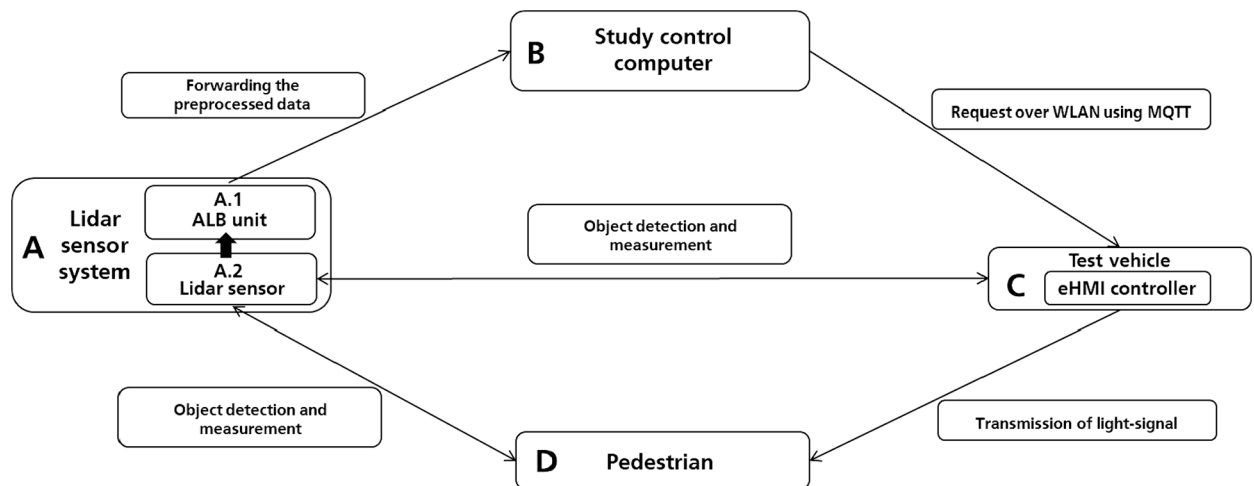 B
Study control
computer
Forwarding the
preprocessed data
Request over WLAN using MQTT
A
Lidar
sensor
system
A.1
ALB unit
A.2
Lidar sensor
Object detection and
measurement
C
Test vehicle
eHMI controller
Object detection and
measurement
Transmission of light-signal
D
Pedestrian